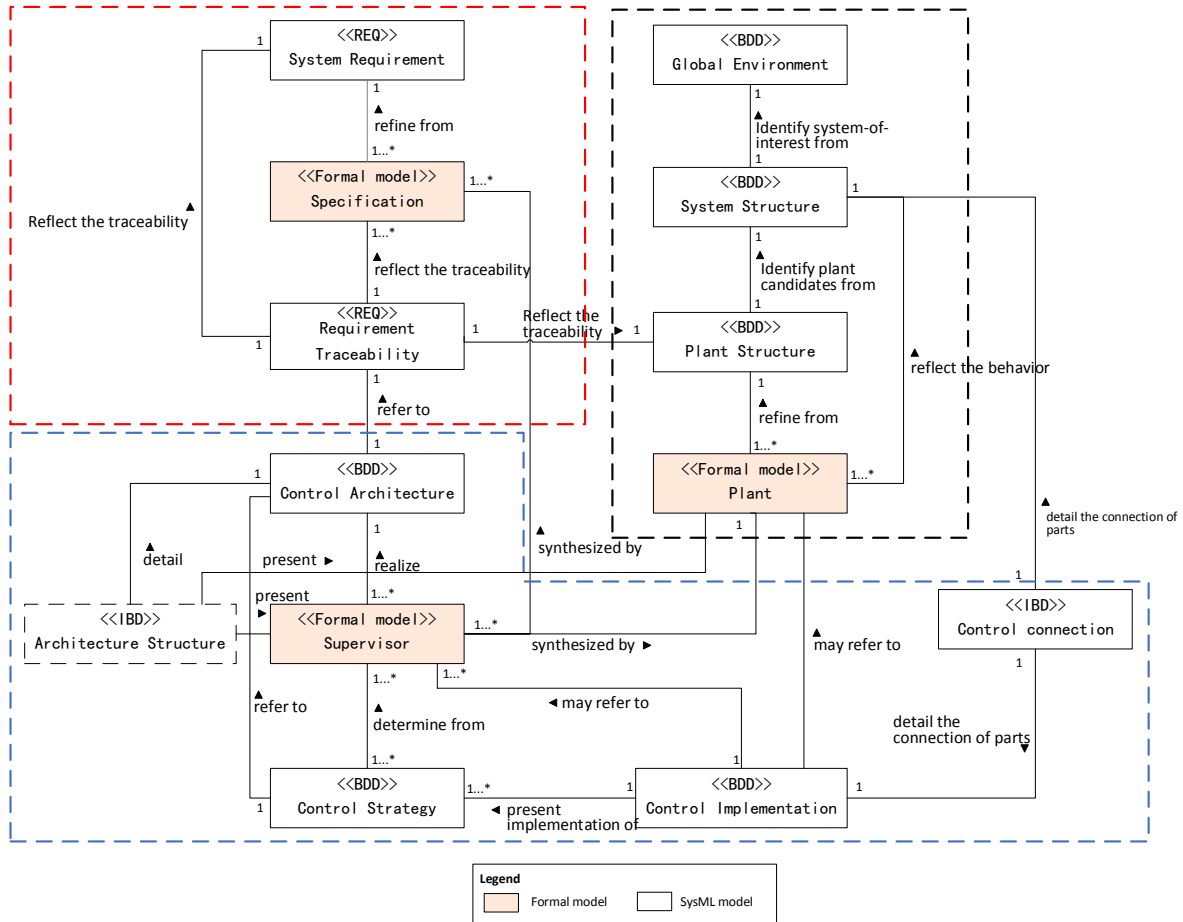 <<REQ>>
System Requirement
1
1
▲
refine from
1...*
<<Formal model>>
Specification
1...*
1...*
▲
Reflect the traceability
▲
reflect the traceability
1
<<REQ>>
Requirement
Traceability
1
1
1
▲
refer to
1
<<BDD>>
Global Environment
1
▲
Identify system-of-
interest from
1
<<BDD>>
System Structure
1
1
▲
Identify plant
candidates from
1
Reflect the
traceability ►
1
<<BDD>>
Plant Structure
1
▲
refine from
1...*
▲
reflect the behavior
<<Formal model>>
Plant
1...*
1
<<BDD>>
Control Architecture
1
1
▲
detail
▲
realize
1...*
present ►
present
►
▲
synthesized by
▲
detail the connection of
parts
1
<<IBD>>
Architecture Structure
<<Formal model>>
Supervisor
1...*
synthesized by ►
▲
may refer to
<<IBD>>
Control connection
1
1...*
1...*
◄ may refer to
▲
refer to
▲
determine from
1...*
detail the
connection of parts
▼
<<BDD>>
Control Strategy
1
1...*
◄ present
implementation of
1
1
<<BDD>>
Control Implementation
1
Legend
Formal model
SysML model